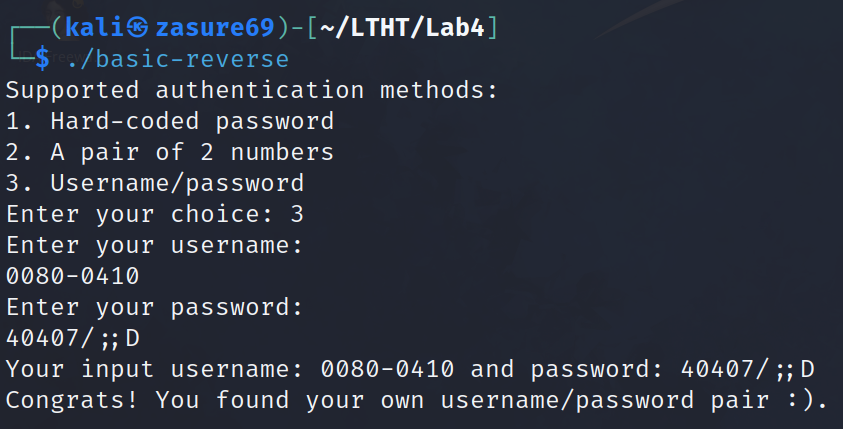 ┌──(kali㉿zasure69)-[~/LTHT/Lab4]
└─$ ./basic-reverse
Supported authentication methods:
1. Hard-coded password
2. A pair of 2 numbers
3. Username/password
Enter your choice: 3
Enter your username:
0080-0410
Enter your password:
40407/;;D
Your input username: 0080-0410 and password: 40407/;;D
Congrats! You found your own username/password pair :).